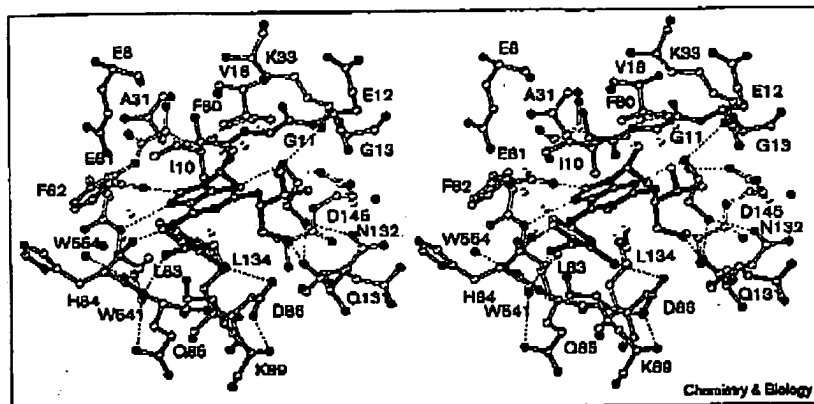 E8 K33 E8 K33
V18 E12 V18 E12
A31 F80 A31 F80
G11 G13 G11 G13
E81 I10 E81 I10
F82 F82
D145 D145
N132 N132
W554 L134 W554 L134
L83 L83
H84 Q131 H84 Q131
W541 D86 W541 D86
Q85 Q85
K89 K89
Chemistry & Biology